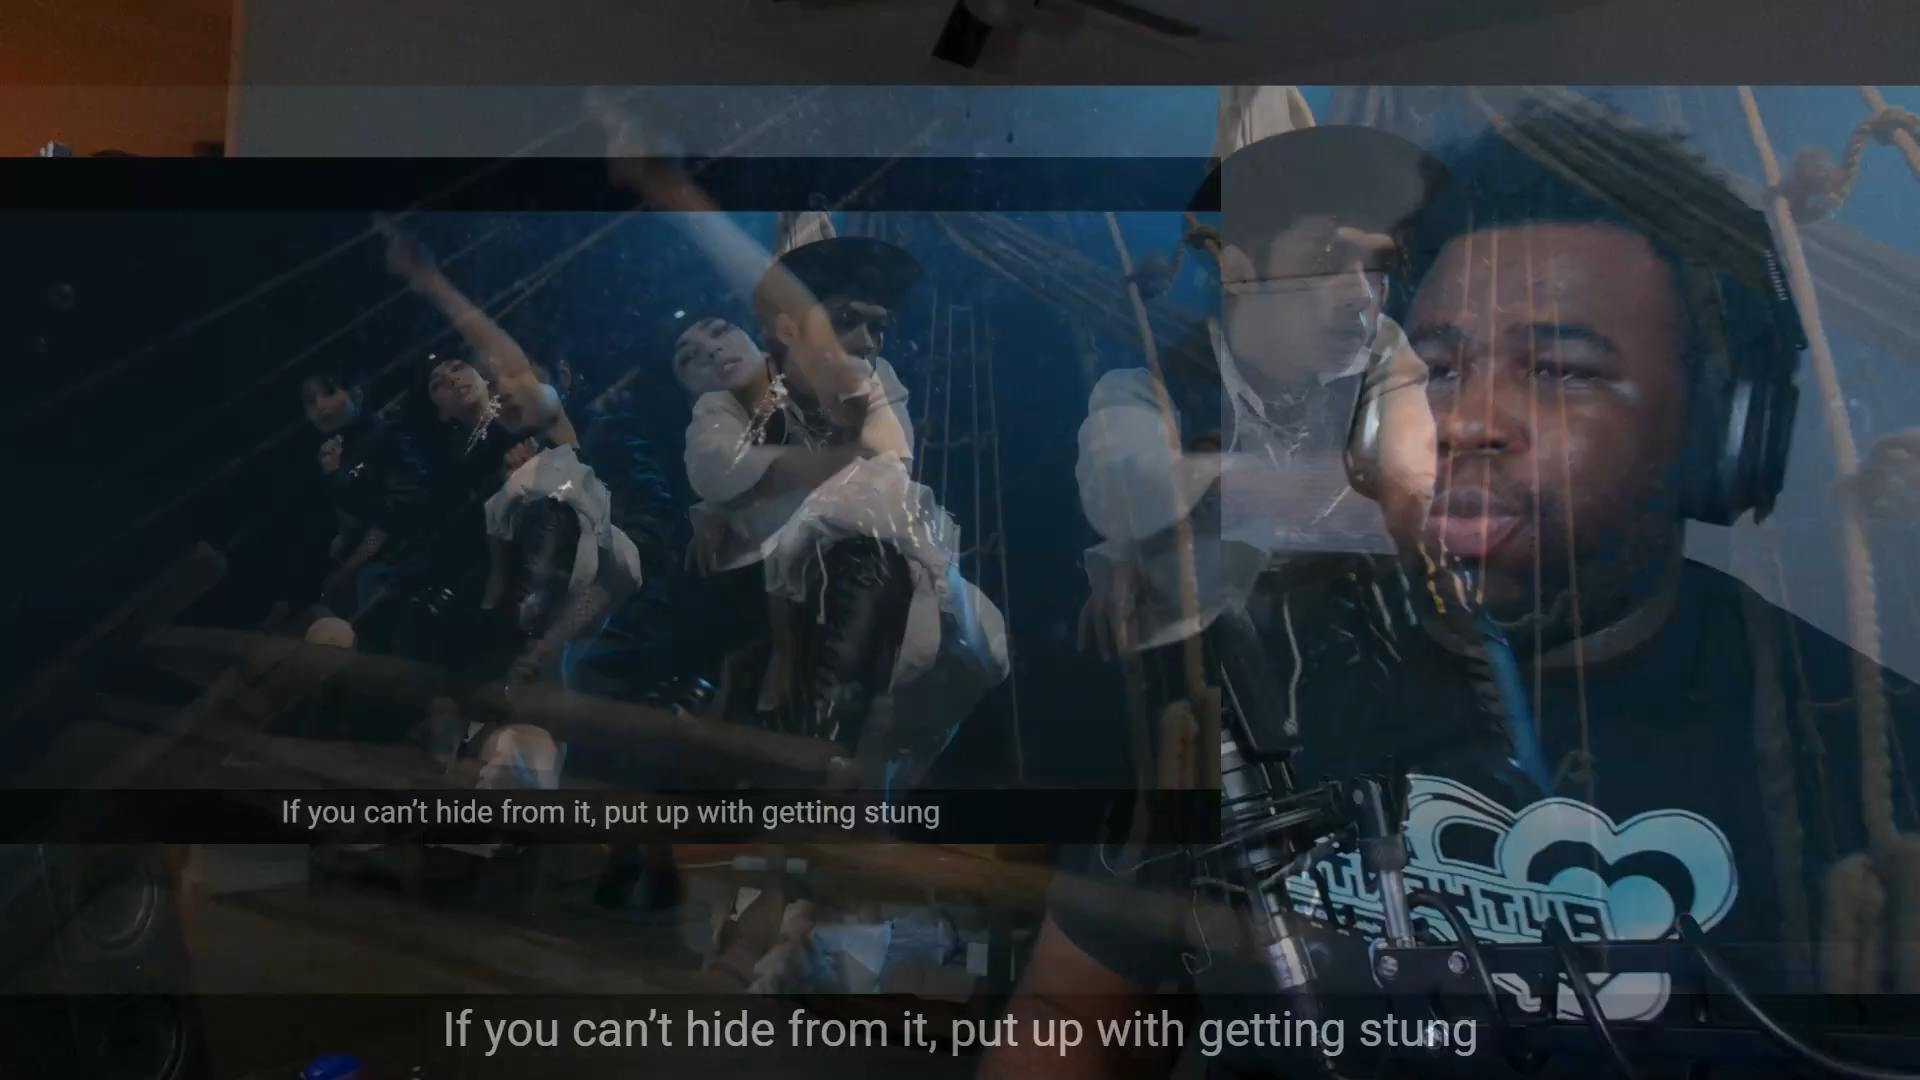 If you can’t hide from it, put up with getting stung
If you can’t hide from it, put up with getting stung